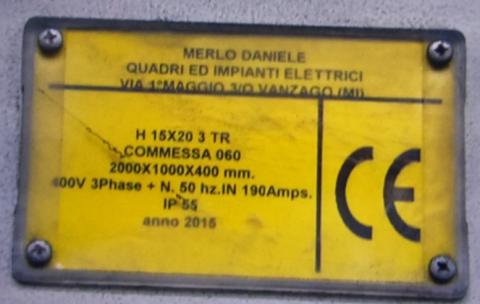 MERLO DANIELE
QUADRI ED IMPIANTI ELETTRICI
VIA 1°MAGGIO 3/O VANZAGO (MI)
H 15X20 3 TR
COMMESSA 060
2000X1000X400 mm.
400V 3Phase + N. 50 hz.IN 190Amps.
IP 55
anno 2015
CE